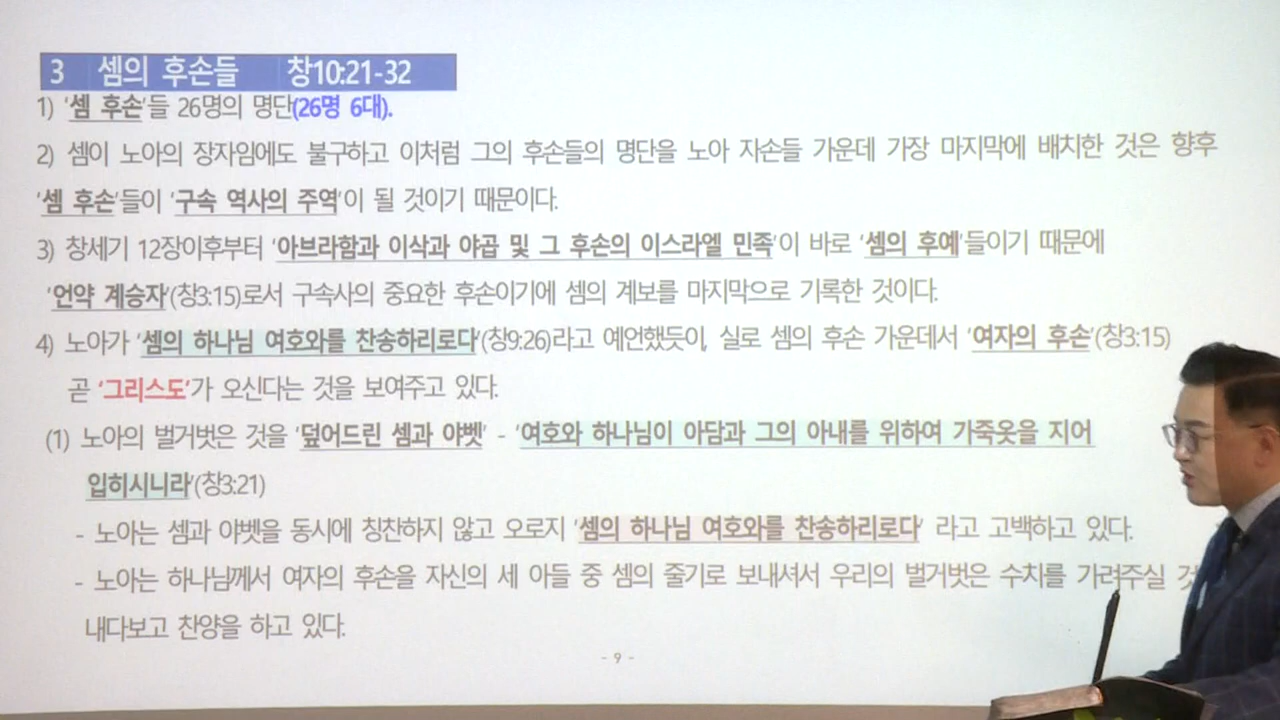 3 셈의 후손들 창10:21-32
1) '셈 후손'들 26명의 명단(26명 6대).
2) 셈이 노아의 장자임에도 불구하고 이처럼 그의 후손들의 명단을 노아 자손들 가운데 가장 마지막에 배치한 것은 향후
'셈 후손'들이 '구속 역사의 주역'이 될 것이기 때문이다.
3) 창세기 12장이후부터 '아브라함과 이삭과 야곱 및 그 후손의 이스라엘 민족'이 바로 '셈의 후예'들이기 때문에
'언약 계승자'(창3:15)로서 구속사의 중요한 후손이기에 셈의 계보를 마지막으로 기록한 것이다.
4) 노아가 '셈의 하나님 여호와를 찬송하리로다'(창9:26)라고 예언했듯이, 실로 셈의 후손 가운데서 '여자의 후손'(창3:15)
곧 '그리스도'가 오신다는 것을 보여주고 있다.
(1) 노아의 벌거벗은 것을 '덮어드린 셈과 야벳' - '여호와 하나님이 아담과 그의 아내를 위하여 가죽옷을 지어
입히시니라'(창3:21)
- 노아는 셈과 야벳을 동시에 칭찬하지 않고 오로지 '셈의 하나님 여호와를 찬송하리로다' 라고 고백하고 있다.
- 노아는 하나님께서 여자의 후손을 자신의 세 아들 중 셈의 줄기로 보내셔서 우리의 벌거벗은 수치를 가려주실
내다보고 찬양을 하고 있다.
- 9 -